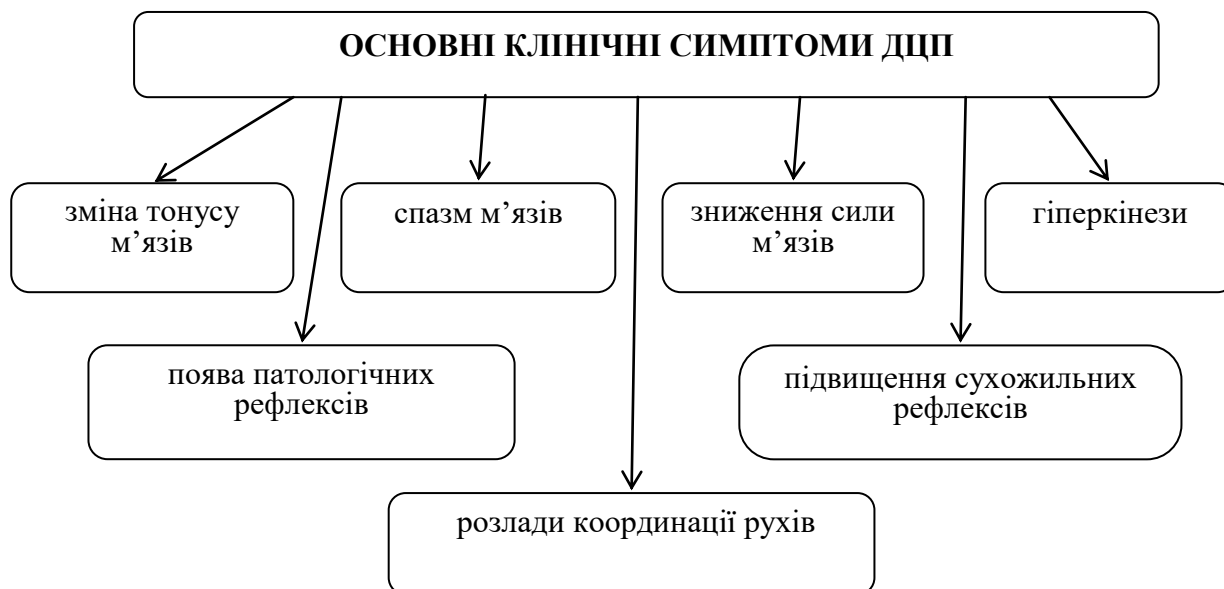 ОСНОВНІ КЛІНІЧНІ СИМПТОМИ ДЦП
зміна тонусу
м’язів
спазм м’язів
зниження сили
м’язів
гіперкінези
поява патологічних
рефлексів
підвищення сухожильних
рефлексів
розлади координації рухів